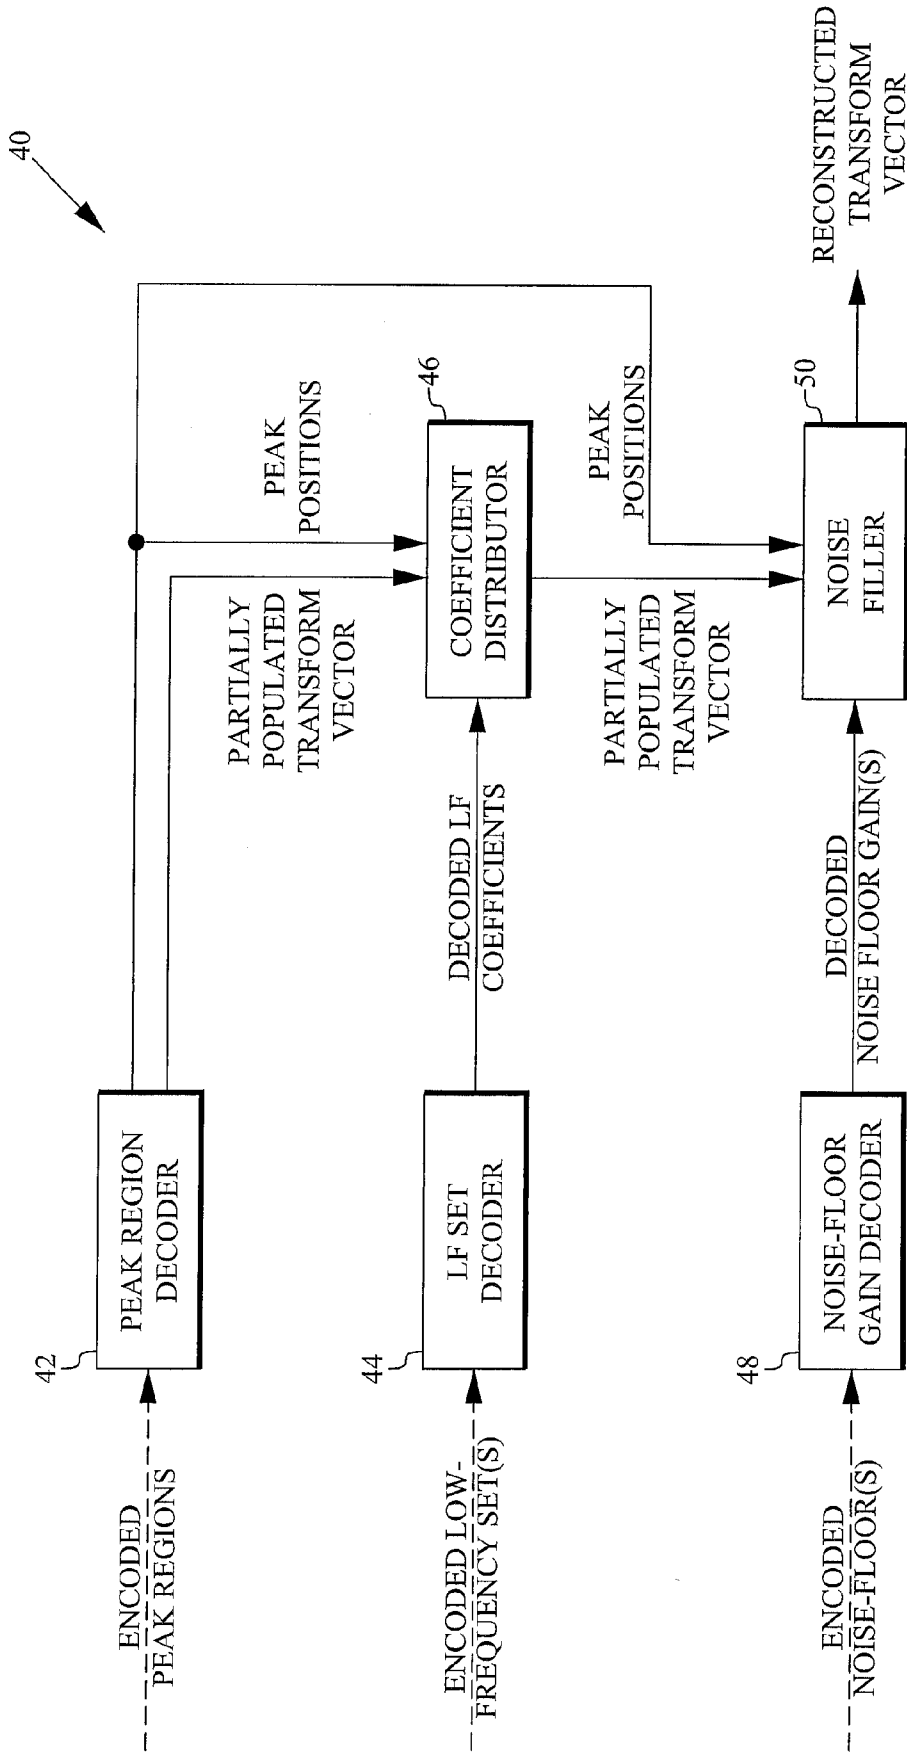 40
ENCODED
PEAK REGIONS
42
PEAK REGION
DECODER
PARTIALLY
POPULATED
TRANSFORM
VECTOR
PEAK
POSITIONS
ENCODED LOW-
FREQUENCY SET(S)
44
LF SET
DECODER
DECODED LF
COEFFICIENTS
COEFFICIENT
DISTRIBUTOR
46
PARTIALLY
POPULATED
TRANSFORM
VECTOR
PEAK
POSITIONS
ENCODED
NOISE-FLOOR(S)
48
NOISE-FLOOR
GAIN DECODER
DECODED
NOISE FLOOR GAIN(S)
NOISE
FILLER
50
RECONSTRUCTED
TRANSFORM
VECTOR